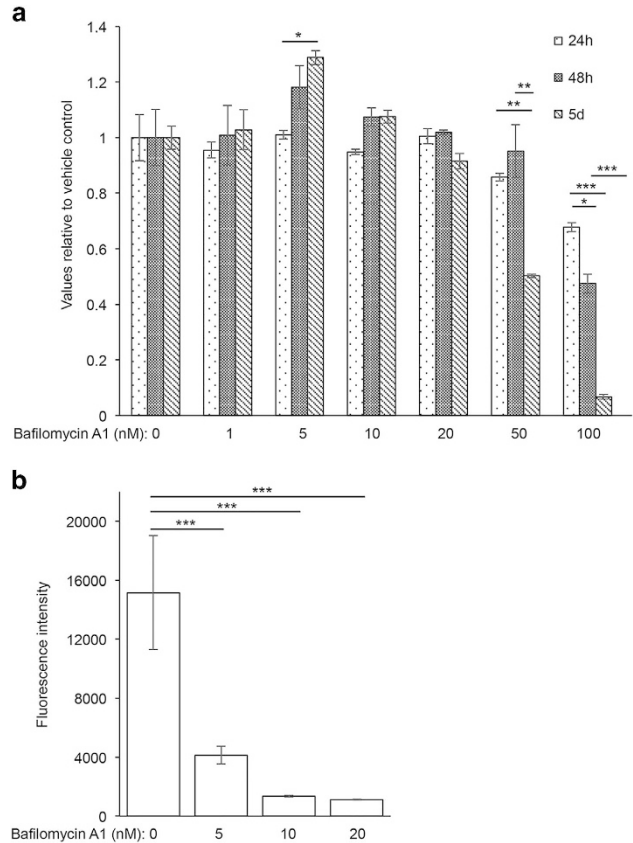 a
1.4
1.2
1
0.8
0.6
0.4
0.2
0
Values relative to vehicle control
24h
48h
5d
*
**
**
***
***
*
Bafilomycin A1 (nM): 0 1 5 10 20 50 100
b
20000
16000
12000
8000
4000
0
Fluorescence intensity
***
***
***
Bafilomycin A1 (nM): 0 5 10 20